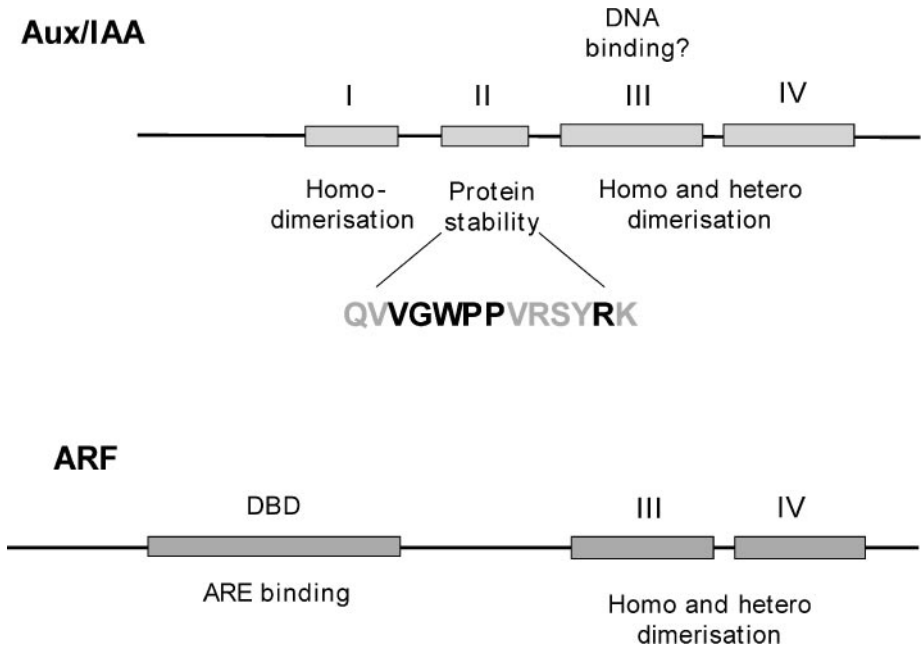 Aux/IAA
DNA
binding?
I
II
III
IV
Homo-
dimerisation
Protein
stability
Homo and hetero
dimerisation
QVVGWPPVRSYRK
ARF
DBD
III
IV
ARE binding
Homo and hetero
dimerisation